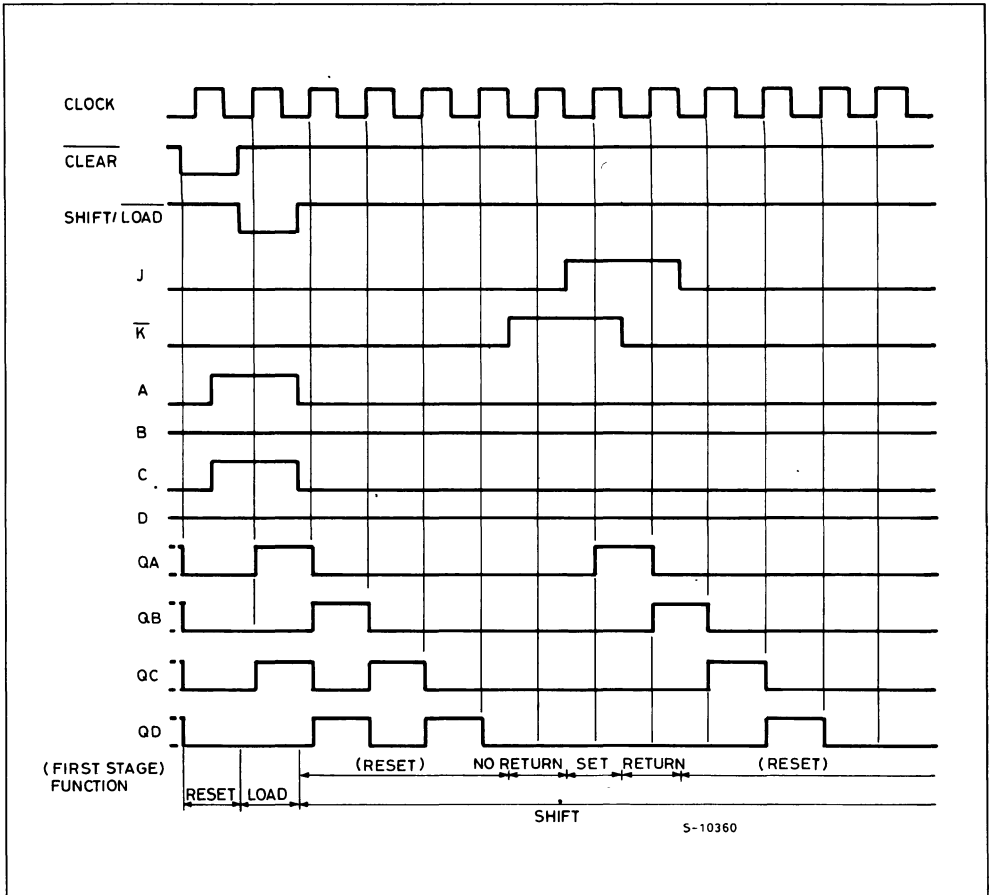 CLOCK
CLEAR
SHIFT/LOAD
J
K
A
B
C
D
QA
QB
QC
QD
(FIRST STAGE)
FUNCTION
(RESET)
NO RETURN
SET
RETURN
(RESET)
RESET
LOAD
SHIFT
S-10360